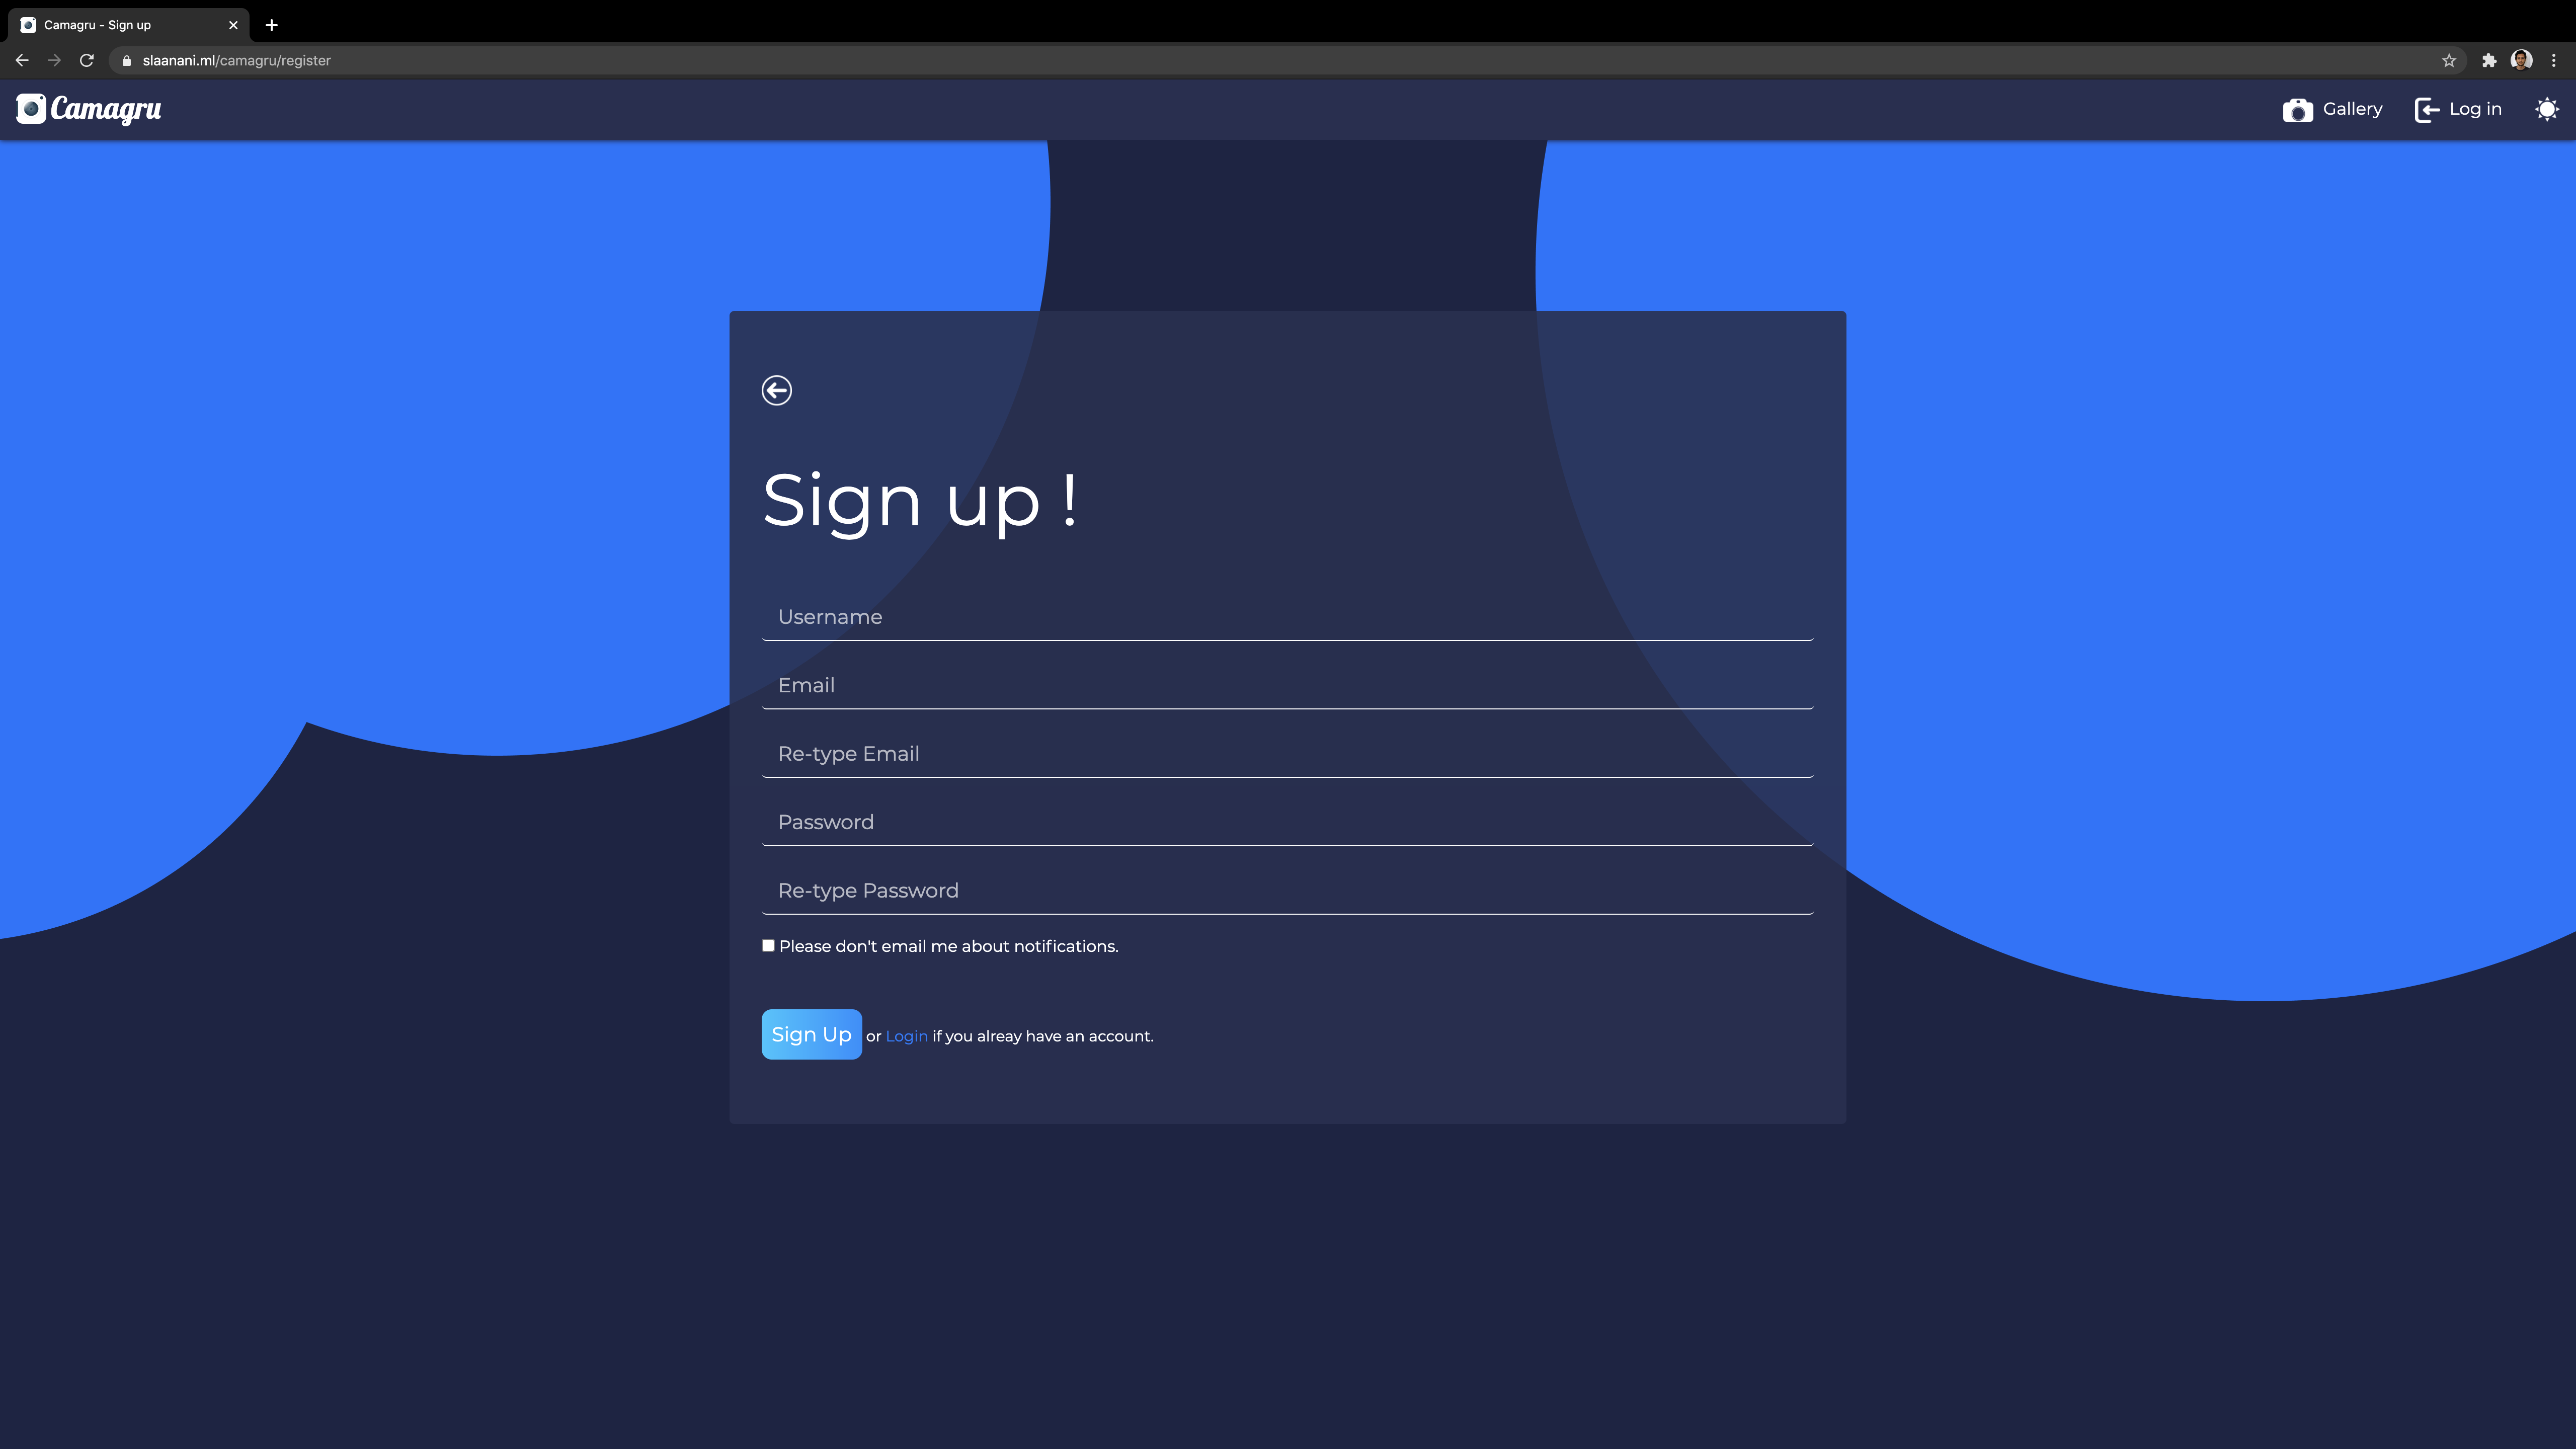 Camagru - Sign up
slaanani.ml/camagru/register
Camagru
Gallery
Log in
Sign up !
Username
Email
Re-type Email
Password
Re-type Password
Please don't email me about notifications.
Sign Up or Login if you alreay have an account.